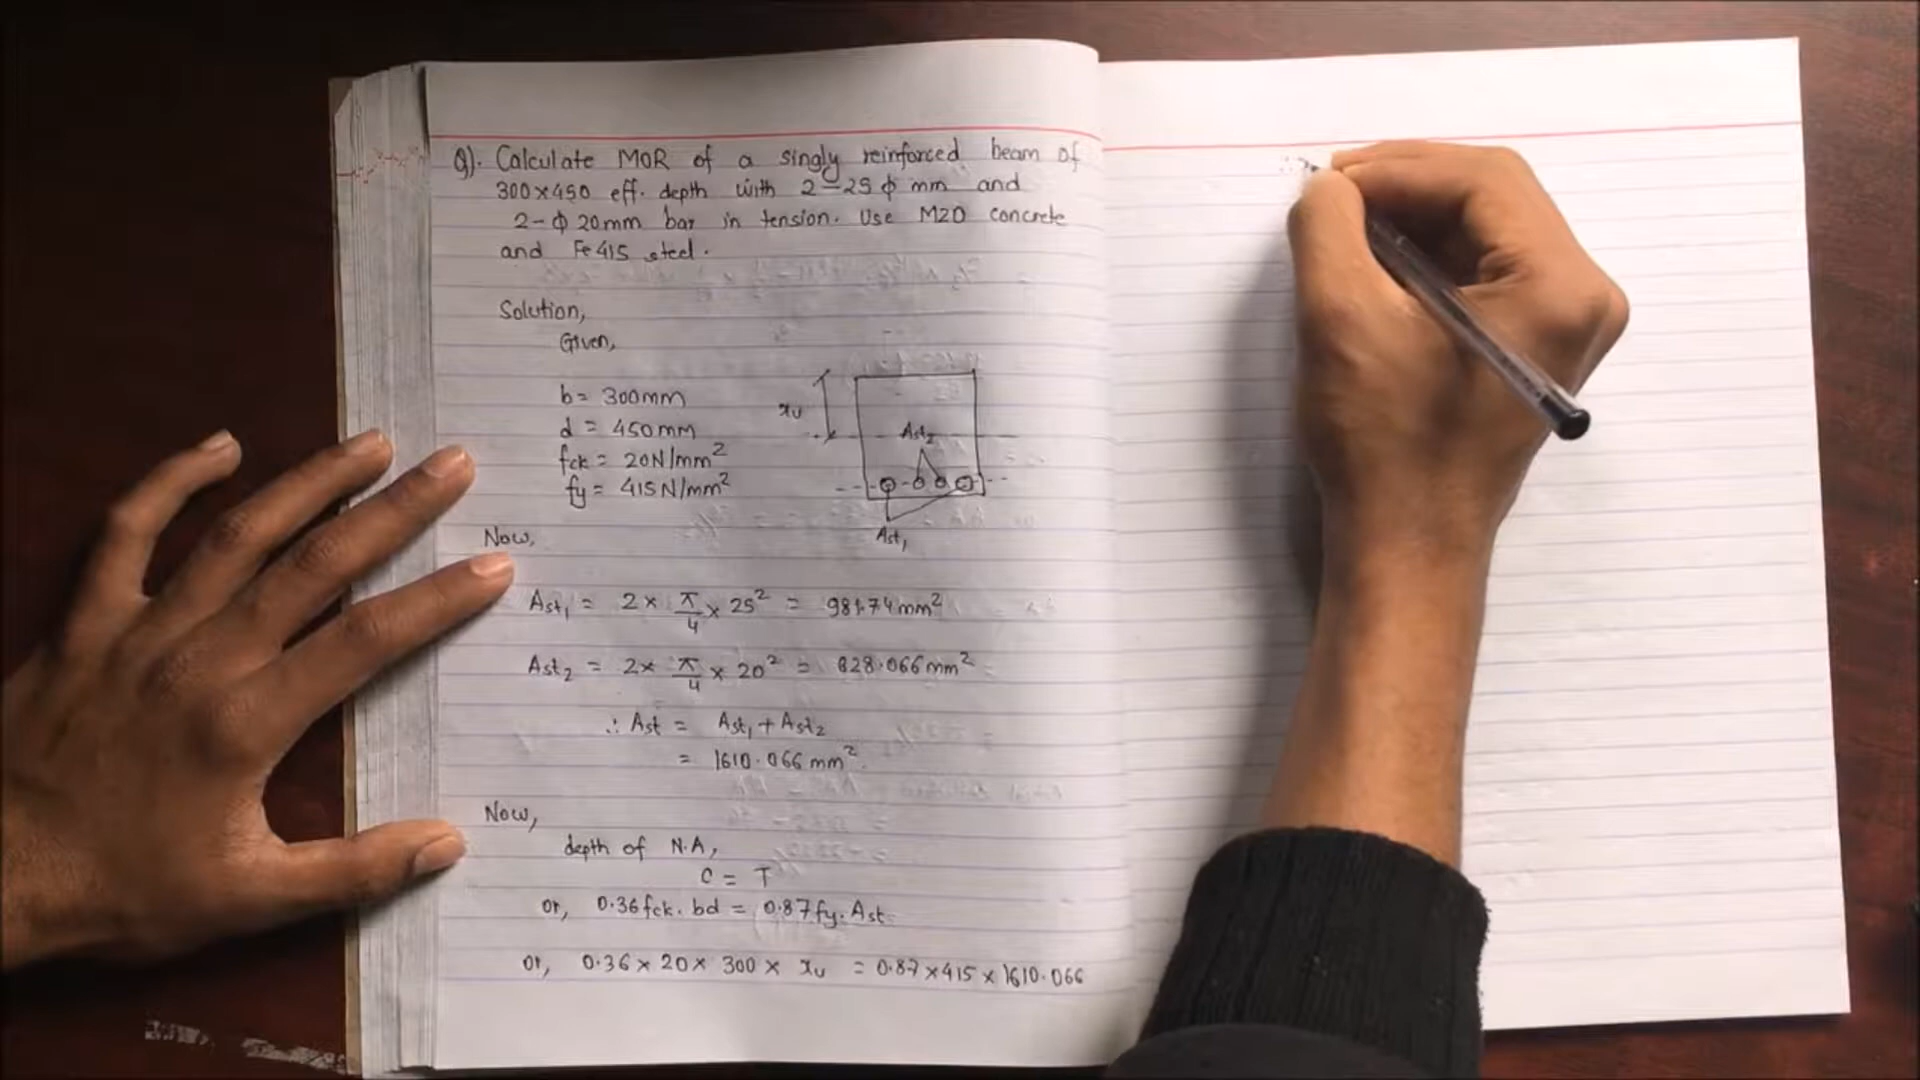 Q). Calculate MOR of a singly reinforced beam of
300×450 eff. depth with 2-25 ϕ mm and
2-ϕ 20mm bar in tension. Use M20 concrete
and Fe415 steel.
Solution,
Given,
b = 300mm
d = 450mm
fck = 20N/mm²
fy = 415N/mm²
xu
Ast₂
Ast₁
Now,
Ast₁ = 2× π/4 × 25² = 981.74mm²
Ast₂ = 2× π/4 × 20² = 628.066mm²
∴ Ast = Ast₁ + Ast₂
= 1610.066 mm².
Now,
depth of N.A,
C = T
or, 0.36fck. bd = 0.87fy. Ast
or, 0.36 × 20 × 300 × xu = 0.87×415×1610.066